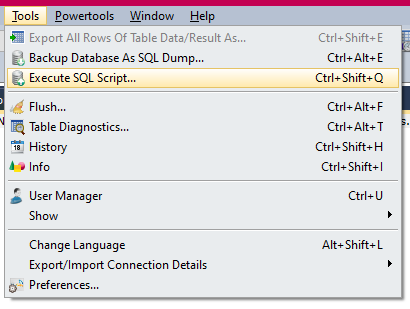 Tools Powertools Window Help
Export All Rows Of Table Data/Result As... Ctrl+Shift+E
Backup Database As SQL Dump... Ctrl+Alt+E
Execute SQL Script... Ctrl+Shift+Q
Flush... Ctrl+Alt+F
Table Diagnostics... Ctrl+Alt+T
History Ctrl+Shift+H
Info Ctrl+Shift+I
User Manager Ctrl+U
Show
Change Language Alt+Shift+L
Export/Import Connection Details
Preferences...